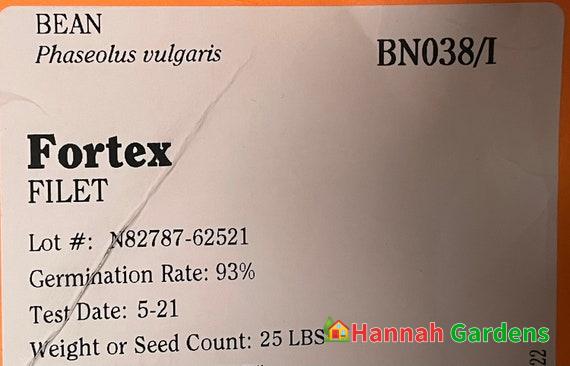 BEAN
Phaseolus vulgaris
BN038/I
Fortex
FILET
Lot #: N82787-62521
Germination Rate: 93%
Test Date: 5-21
Weight or Seed Count: 25 LBS
Hannah Gardens
22